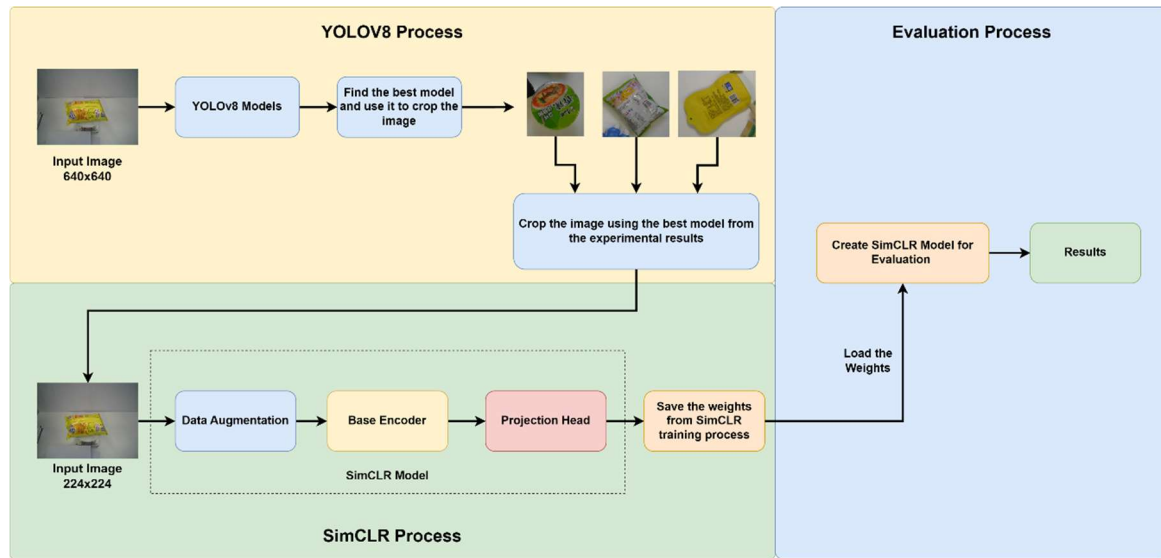 YOLOV8 Process
Input Image
640x640
YOLOv8 Models
Find the best model
and use it to crop the
image
Crop the image using the best model from
the experimental results
SimCLR Process
Input Image
224x224
Data Augmentation
Base Encoder
Projection Head
SimCLR Model
Save the weights
from SimCLR
training process
Evaluation Process
Load the
Weights
Create SimCLR Model for
Evaluation
Results